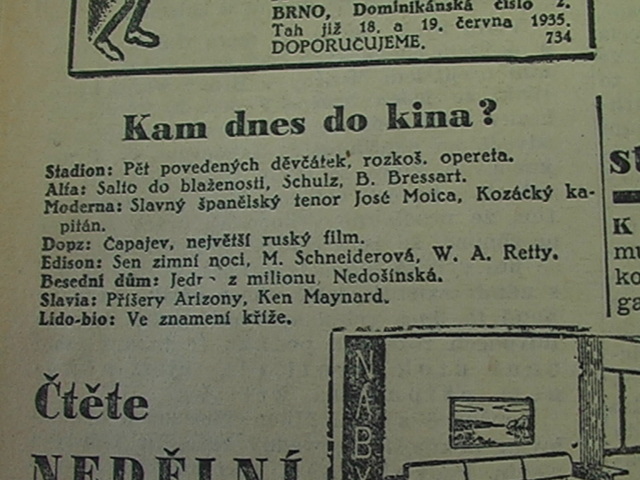 BRNO, Dominikánská číslo 2.
Tah již 18. a 19. června 1935.
DOPORUČUJEME. 734
Kam dnes do kina?
Stadion: Pět povedených děvčátek, rozkoš. opereta.
Alfa: Salto do blaženosti, Schulz, B. Bressart.
Moderna: Slavný španělský tenor José Moica, Kozácký ka-
pitán.
Dopz: Čapajev, největší ruský film.
Edison: Sen zimní noci, M. Schneiderová, W. A. Retty.
Besední dům: z milionu, Nedošínská.
Slavia: Příšery Arizony, Ken Maynard.
Lido-bio: Ve znamení kříže.
Čtěte
NEDĚLNÍ
K